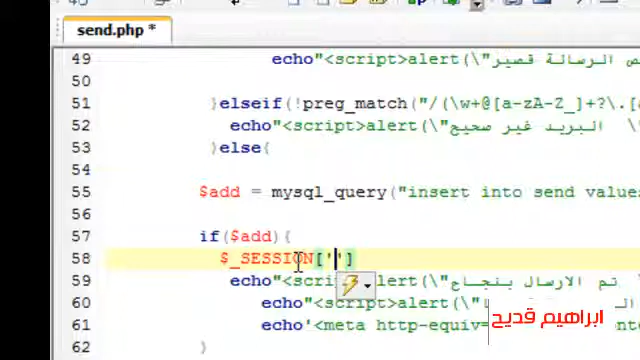 send.php *
49 echo"<script>alert(\"ص الرسالة قصير
50
51 }elseif(!preg_match("/(\w+@[a-zA-Z_]+?\.[
52 echo"<script>alert(\" البريد غير صحيح \
53 }else{
54
55 $add = mysql_query("insert into send values
56
57 if($add){
58 $_SESSION['']
59 echo"<script>alert(\"تم الارسال بنجاح
60 echo"<script>alert(\"
61 echo'<meta http-equiv=
62 }
ابراهيم قديح